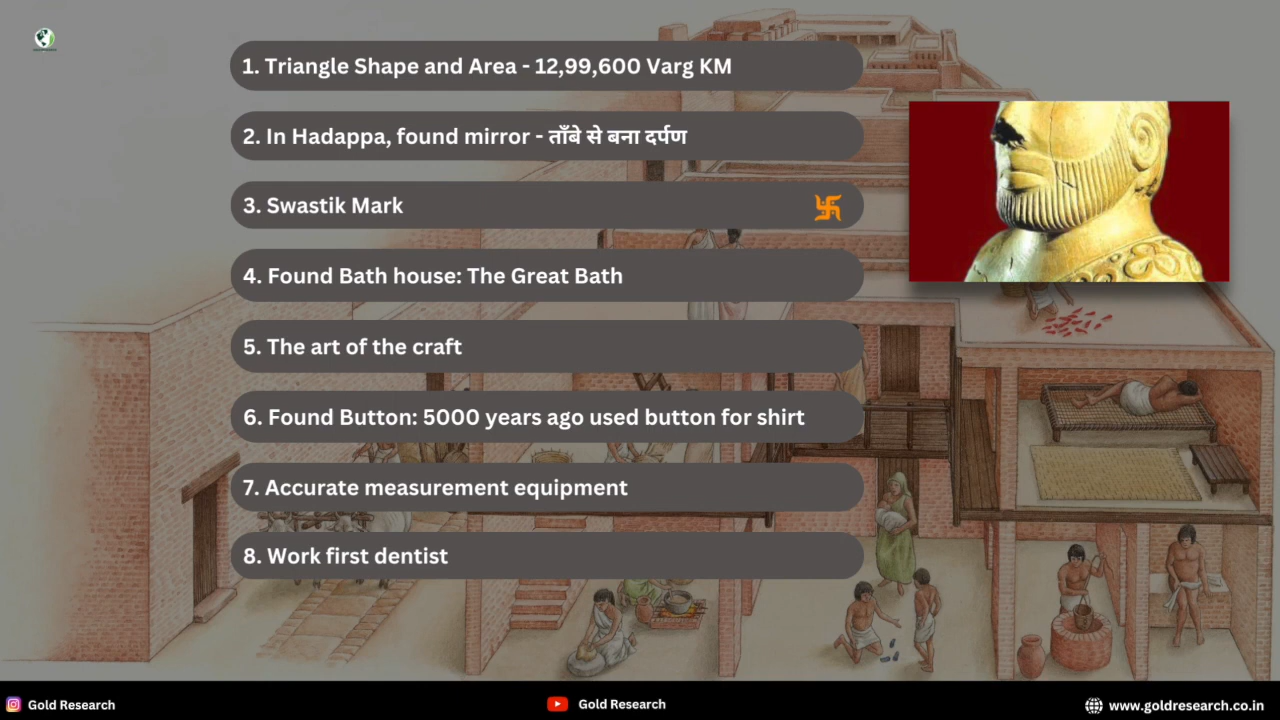 1. Triangle Shape and Area - 12,99,600 Varg KM
2. In Hadappa, found mirror - ताँबे से बना दर्पण
3. Swastik Mark
4. Found Bath house: The Great Bath
5. The art of the craft
6. Found Button: 5000 years ago used button for shirt
7. Accurate measurement equipment
8. Work first dentist
Gold Research
Gold Research
www.goldresearch.co.in